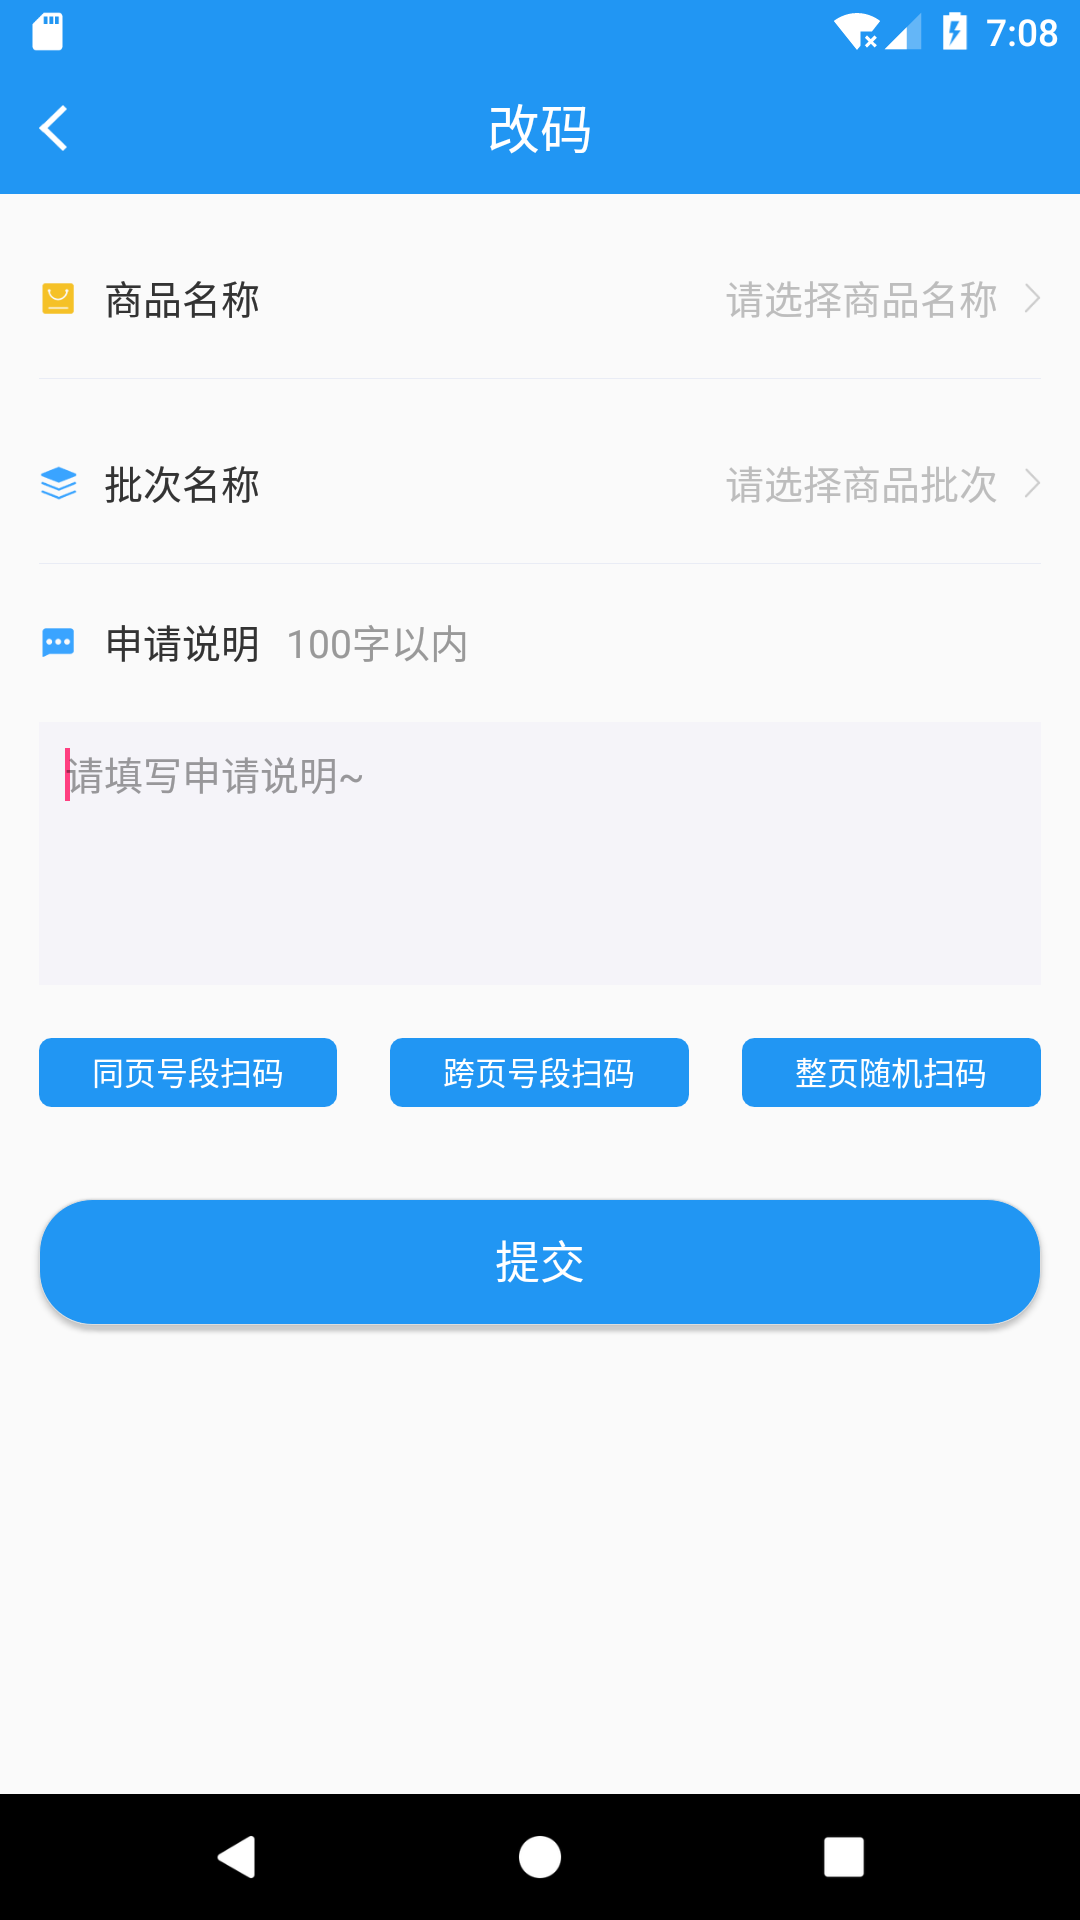 7:08
改码
商品名称 请选择商品名称
批次名称 请选择商品批次
申请说明 100字以内
请填写申请说明~
同页号段扫码 跨页号段扫码 整页随机扫码
提交